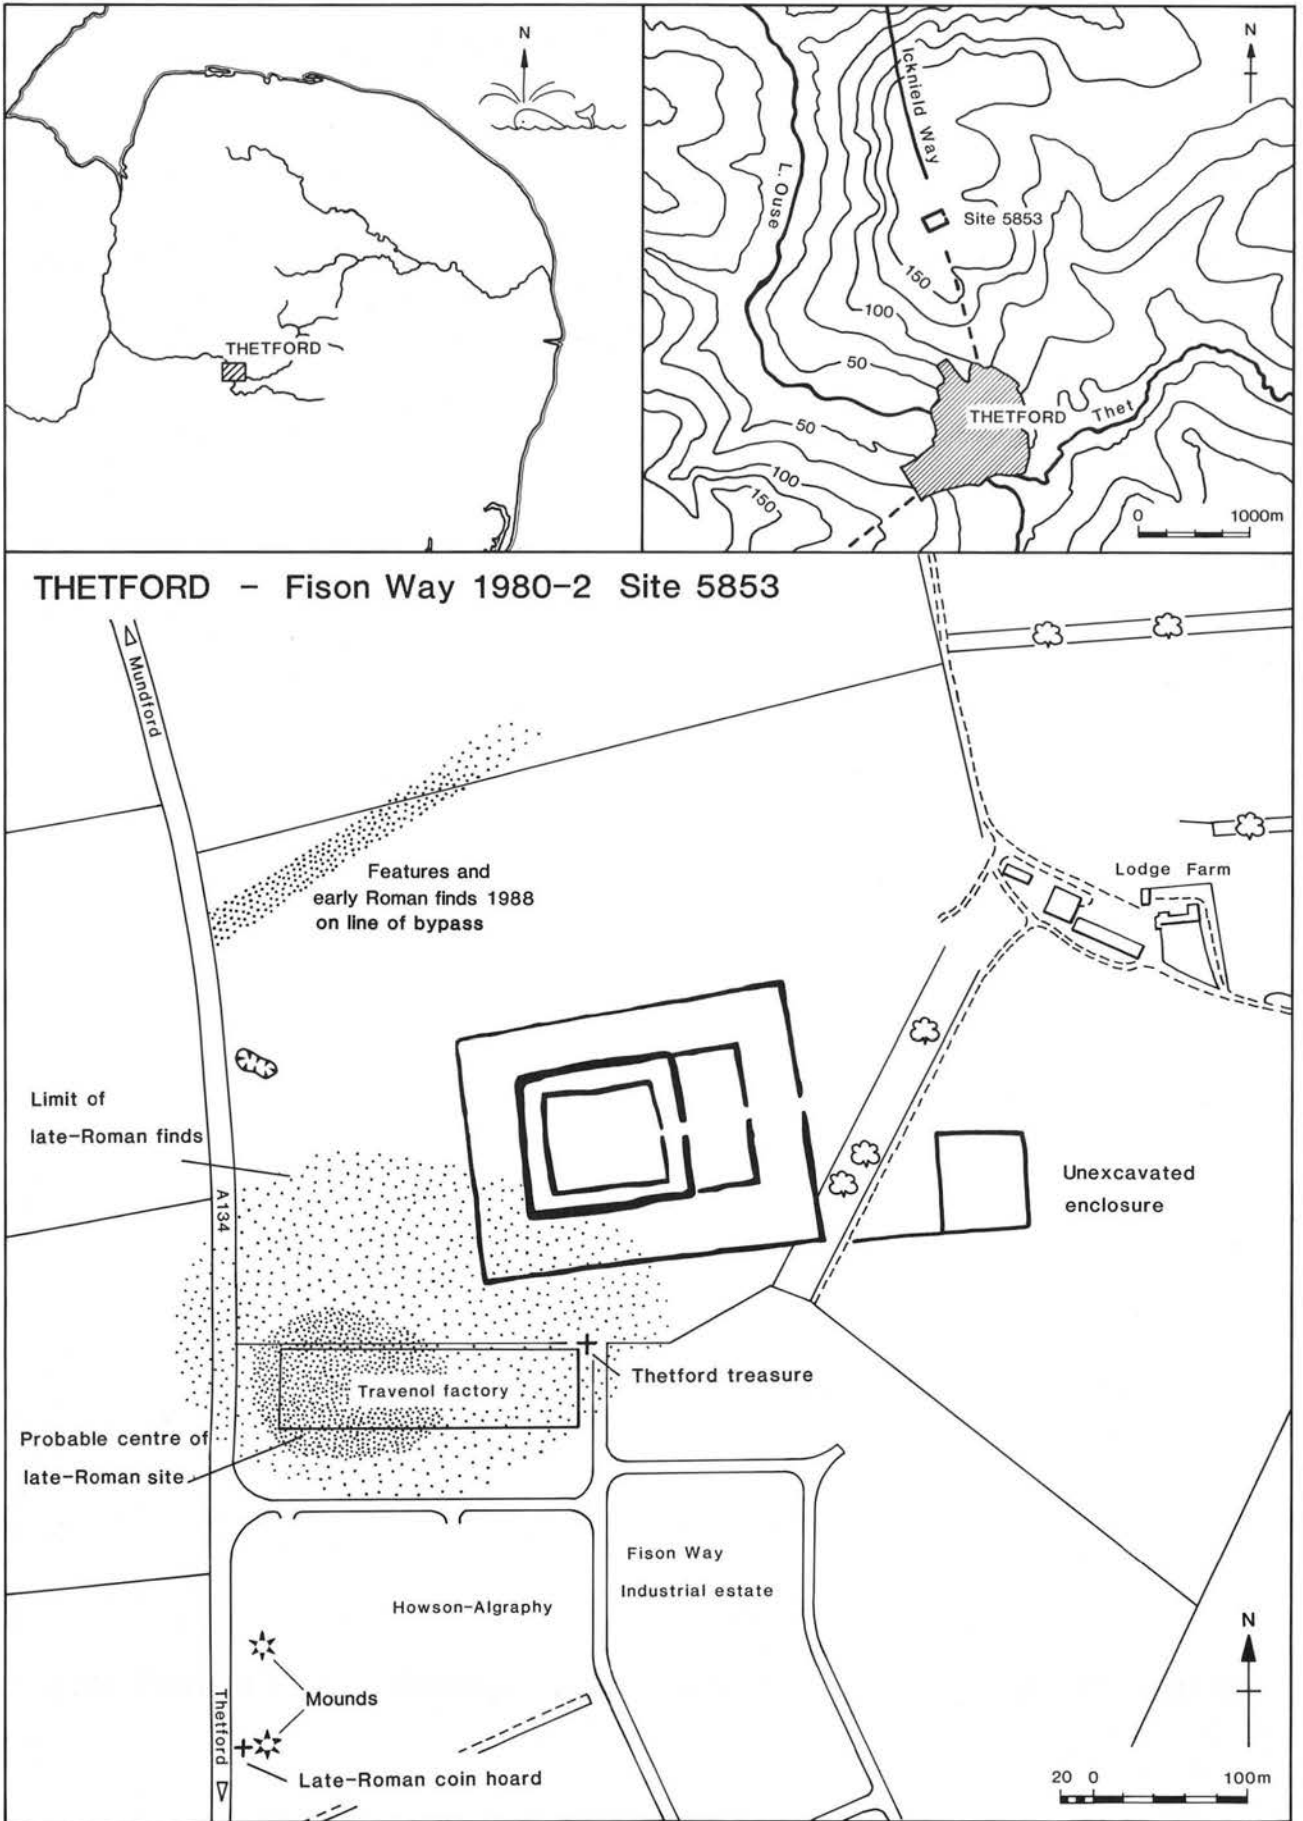 N
THETFORD
N
Icknield Way
L. Ouse
Site 5853
150
100
50
THETFORD
Thet
50
100
150
0 1000m
THETFORD - Fison Way 1980-2 Site 5853
Mundford
Features and
early Roman finds 1988
on line of bypass
Lodge Farm
Limit of
late-Roman finds
A134
Unexcavated
enclosure
Thetford treasure
Travenol factory
Probable centre of
late-Roman site
Fison Way
Industrial estate
Howson-Algraphy
N
Mounds
Thetford
Late-Roman coin hoard
20 0 100m